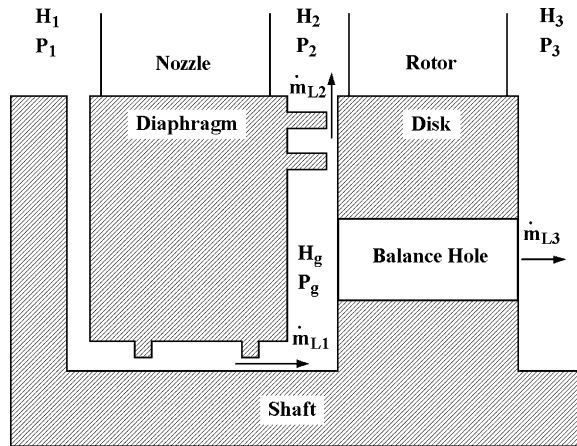 H1 H2 H3
P1 P2 P3
Nozzle Rotor
ṁL2
Diaphragm Disk
ṁL3
Hg Balance Hole
Pg
ṁL1
Shaft